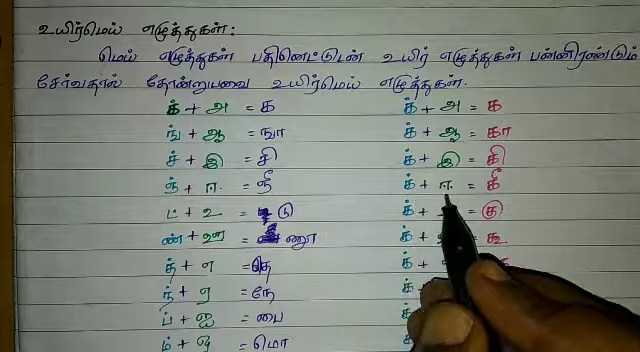 உயிர்மெய் எழுத்துகள்:
மெய் எழுத்துகள் பதினெட்டுடன் உயிர் எழுத்துகள் பன்னிரண்டும்
சேர்வதால் தோன்றுபவை உயிர்மெய் எழுத்துகள்.
க் + அ = க க் + அ = க
ங் + ஆ = ஙா க் + ஆ = கா
ச் + இ = சி க் + இ = கி
ஞ் + ஈ = ஞீ க் + ஈ = கீ
ட் + உ = டு க் + = கு
ண் + ஊ = ணூ க் + = கூ
த் + எ = தெ க் +
ந் + ஏ = நே க்
ப் + ஐ = பை க்
ம் + ஒ = மொ